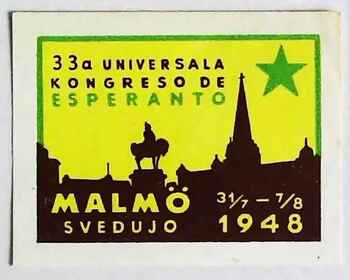 33a UNIVERSALA
KONGRESO DE
ESPERANTO
MALMÖ 31/7 – 7/8
SVEDUJO 1948